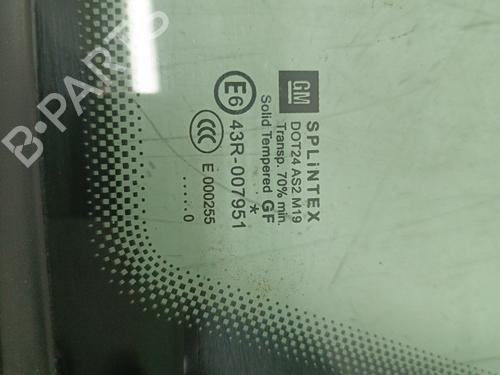 GM
SPLiNTEX
DOT24 AS2 M19
Transp. 70% min.
Solid Tempered GF
*
E6 43R-007951
CCC
E 000255
.....0
B-PARTS